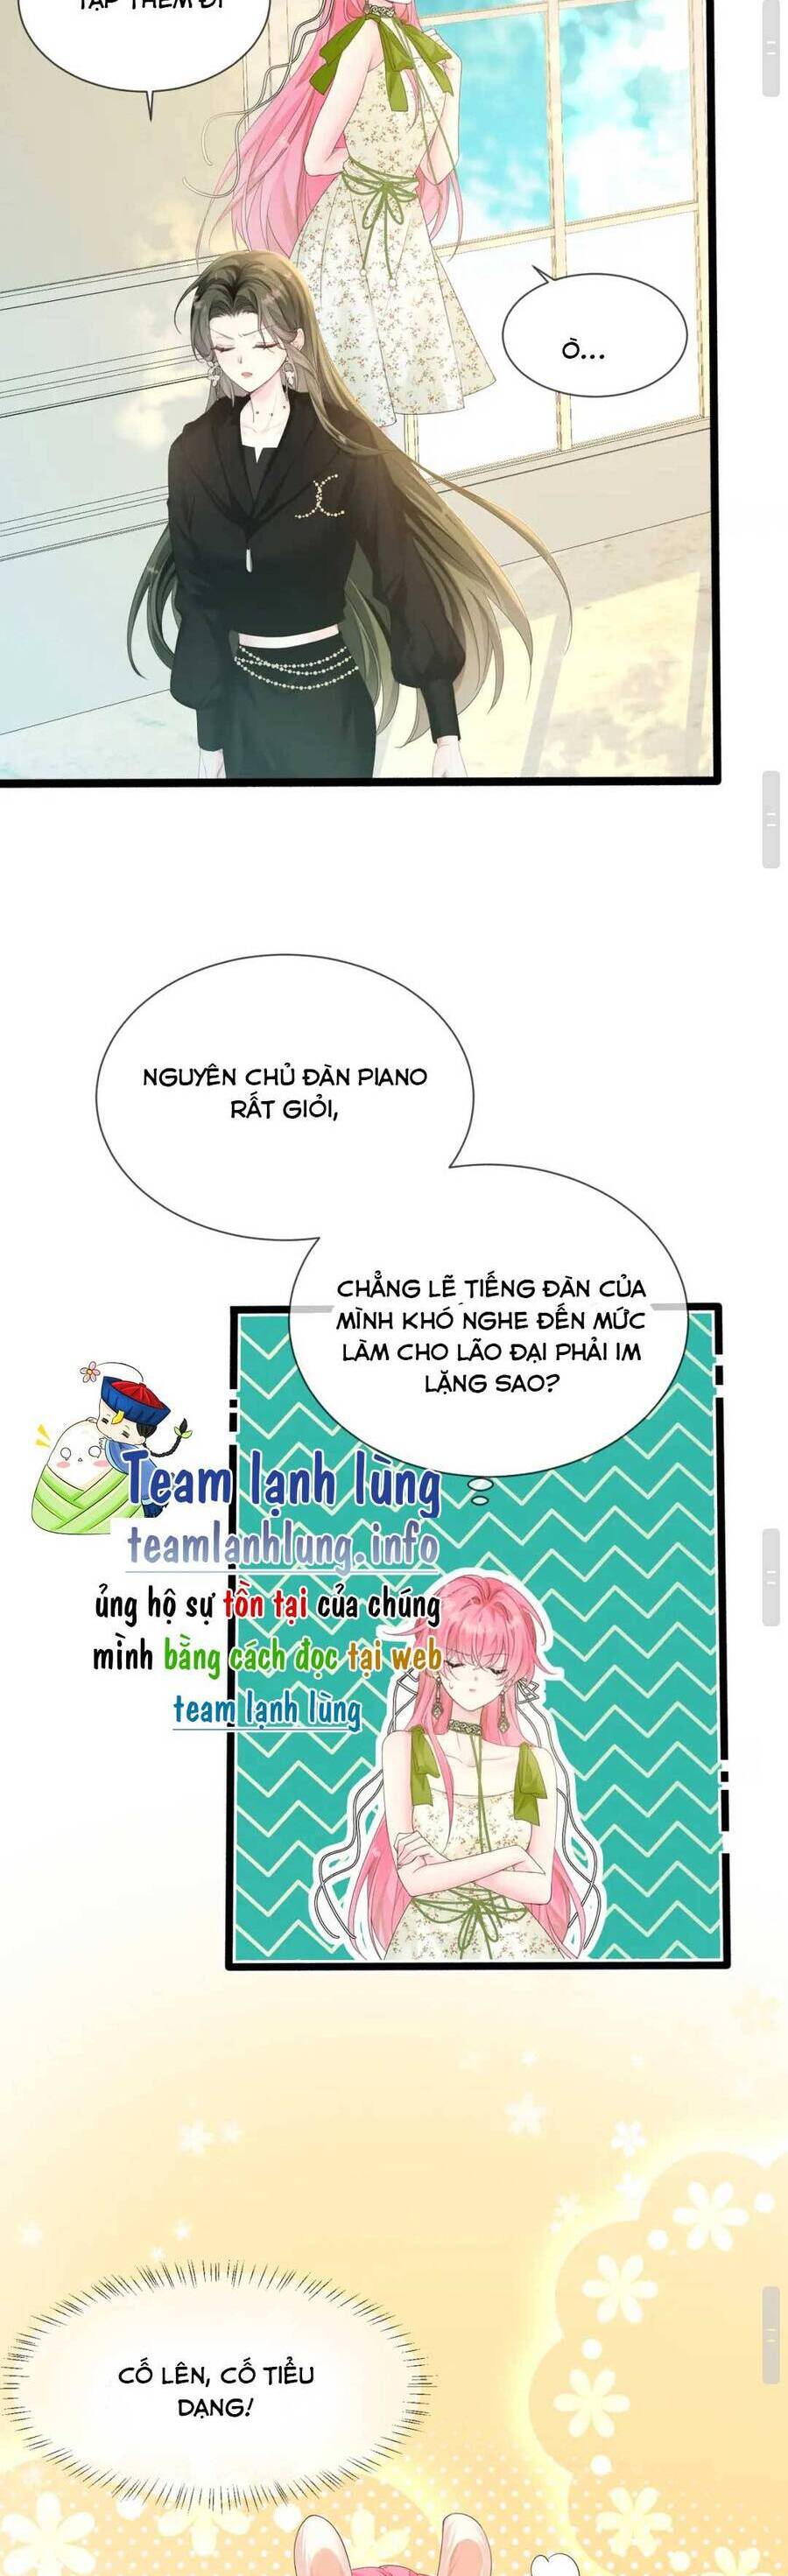 TẬP THÊM ĐI
Ò...
NGUYÊN CHỦ ĐÀN PIANO
RẤT GIỎI,
CHẲNG LẼ TIẾNG ĐÀN CỦA
MÌNH KHÓ NGHE ĐẾN MỨC
LÀM CHO LÃO ĐẠI PHẢI IM
LẶNG SAO?
Team lạnh lùng
teamlanhlung.info
ủng hộ sự tồn tại của chúng
mình bằng cách đọc tại web
team lạnh lùng
CỐ LÊN, CỐ TIỂU
DẠNG!